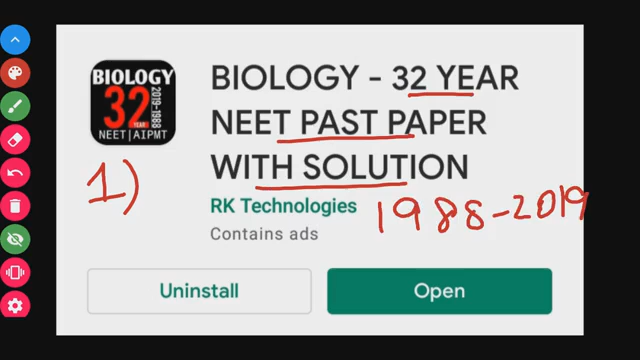 BIOLOGY
32
YEAR
2019-1988
NEET|AIPMT
BIOLOGY - 32 YEAR
NEET PAST PAPER
WITH SOLUTION
1)
RK Technologies
1988-2019
Contains ads
Uninstall
Open